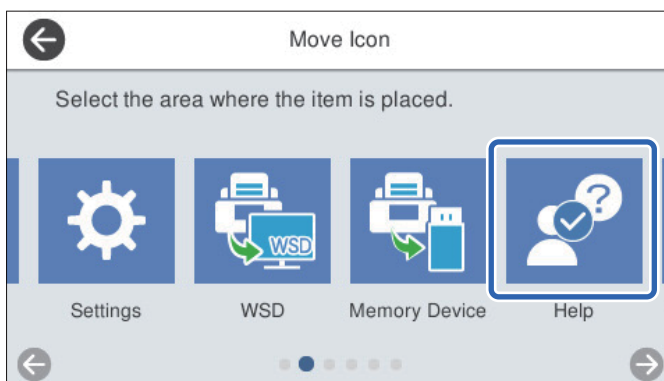 Move Icon
Select the area where the item is placed.
WSD
?
Settings
WSD
Memory Device
Help